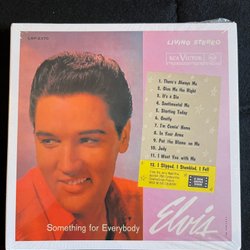 LSP-2370
LIVING STEREO
RCA VICTOR
1. There's Always Me
2. Give Me the Right
3. It's a Sin
4. Sentimental Me
5. Starting Today
6. Gently
7. I'm Comin' Home
8. In Your Arms
9. Put the Blame on Me
10. Judy
11. I Want You with Me
12. I Slipped, I Stumbled, I Fell
Something for Everybody
Elvis